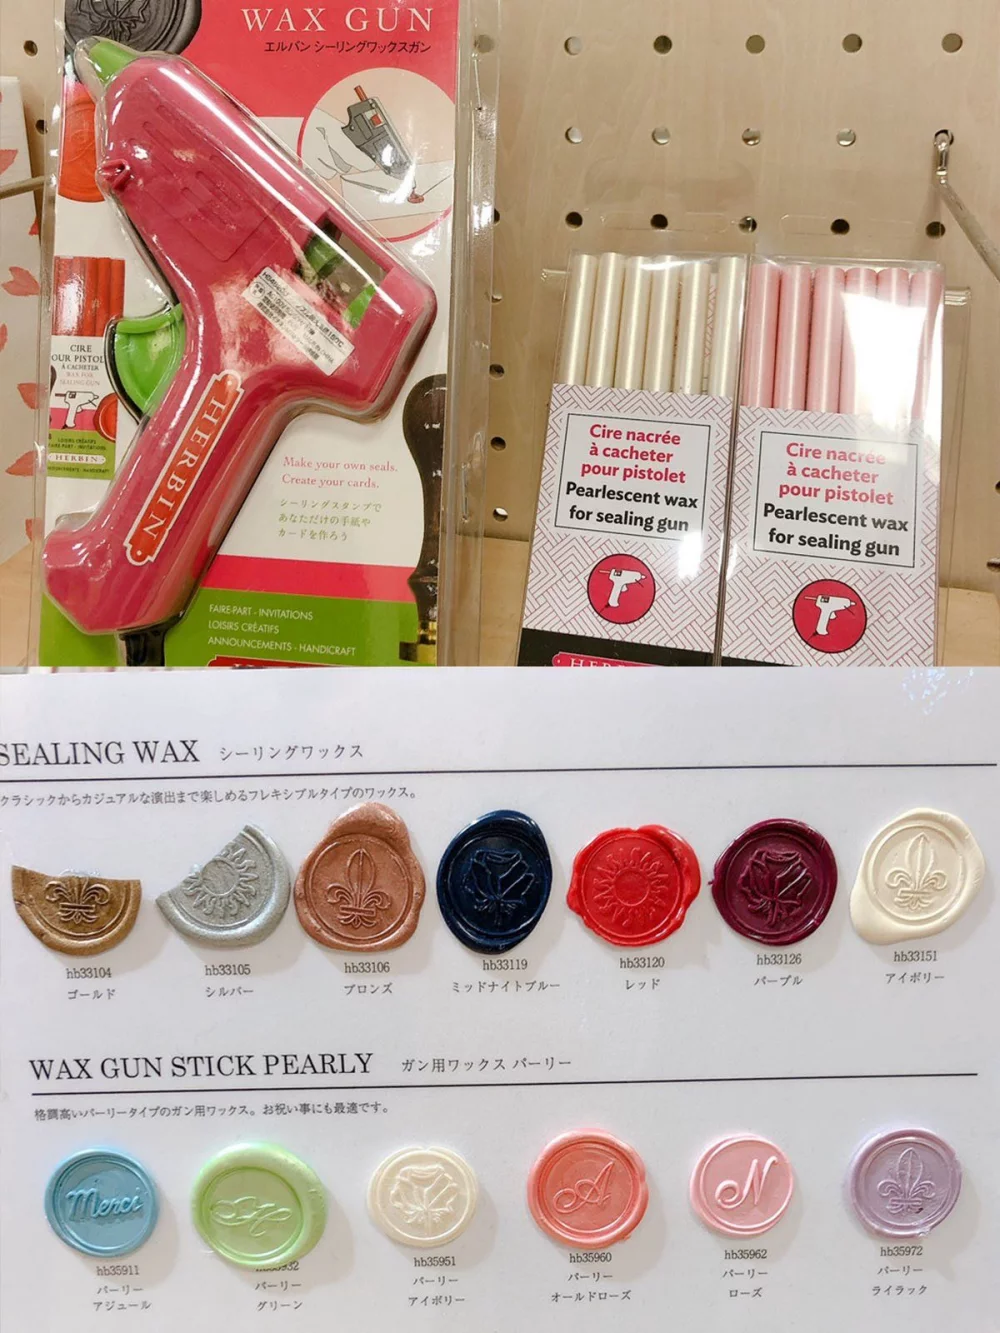 WAX GUN
エルバン シーリングワックスガン
CIRE
OUR PISTOL
À CACHETER
WAX FOR
SEALING GUN
LOISIRS CRÉATIFS
HERBIN
HERBIN
Make your own seals.
Create your cards.
シーリングスタンプで
あなただけの手紙や
カードを作ろう
FAIRE-PART - INVITATIONS
LOISIRS CRÉATIFS
ANNOUNCEMENTS - HANDICRAFT
Cire nacrée
à cacheter
pour pistolet
Pearlescent wax
for sealing gun
Cire nacrée
à cacheter
pour pistolet
Pearlescent wax
for sealing gun
SEALING WAX シーリングワックス
クラシックからカジュアルな演出まで楽しめるフレキシブルタイプのワックス。
hb33104 hb33105 hb33106 hb33119 hb33120 hb33126 hb33151
ゴールド シルバー ブロンズ ミッドナイトブルー レッド パープル アイボリー
WAX GUN STICK PEARLY ガン用ワックス パーリー
格調高いパーリータイプのガン用ワックス。お祝い事にも最適です。
Merci A N
hb35911 hb35951 hb35960 hb35962 hb35972
パーリー パーリー パーリー パーリー パーリー パーリー
アジュール グリーン アイボリー オールドローズ ローズ ライラック